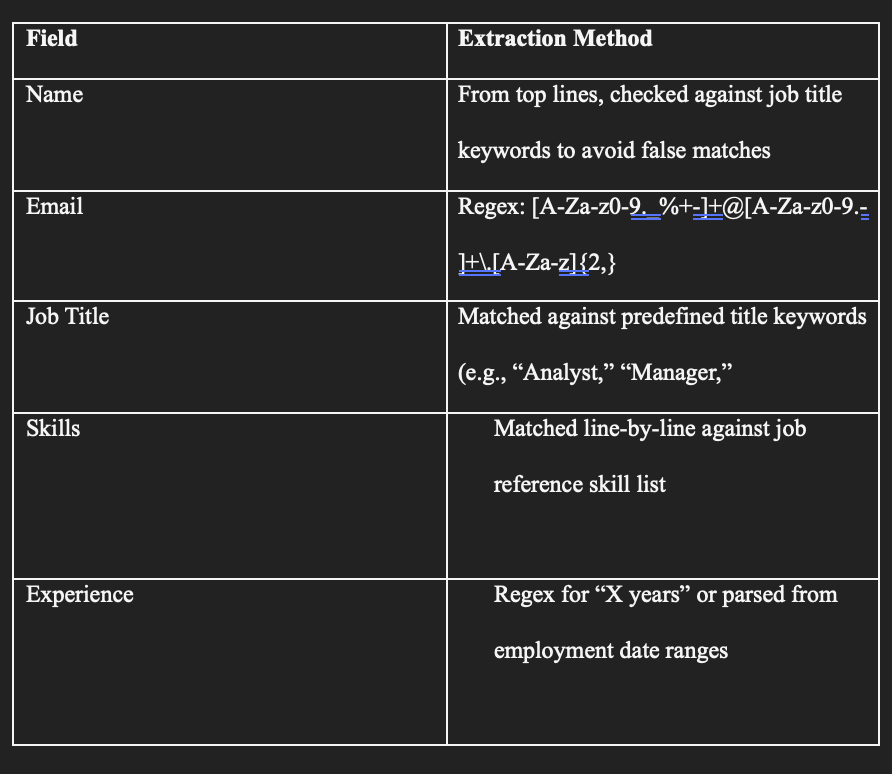 Field
Extraction Method
Name
From top lines, checked against job title
keywords to avoid false matches
Email
Regex: [A-Za-z0-9._%+-]+@[A-Za-z0-9.-
]+\.[A-Za-z]{2,}
Job Title
Matched against predefined title keywords
(e.g., “Analyst,” “Manager,”
Skills
Matched line-by-line against job
reference skill list
Experience
Regex for “X years” or parsed from
employment date ranges